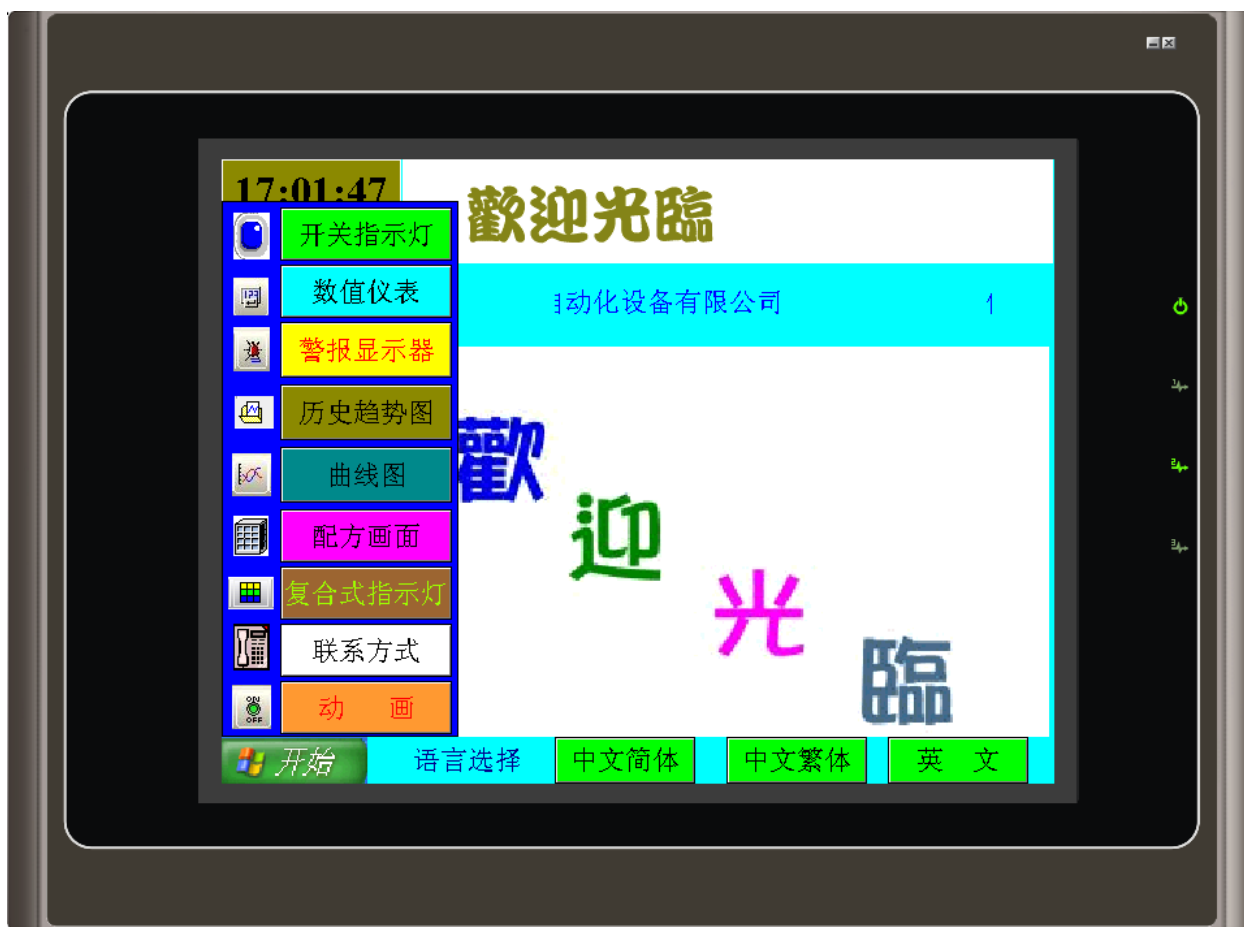 17:01:47
歡迎光臨
自动化设备有限公司
开关指示灯
数值仪表
警报显示器
历史趋势图
曲线图
配方画面
复合式指示灯
联系方式
动 画
歡
迎
光
臨
开始
语言选择
中文简体
中文繁体
英 文